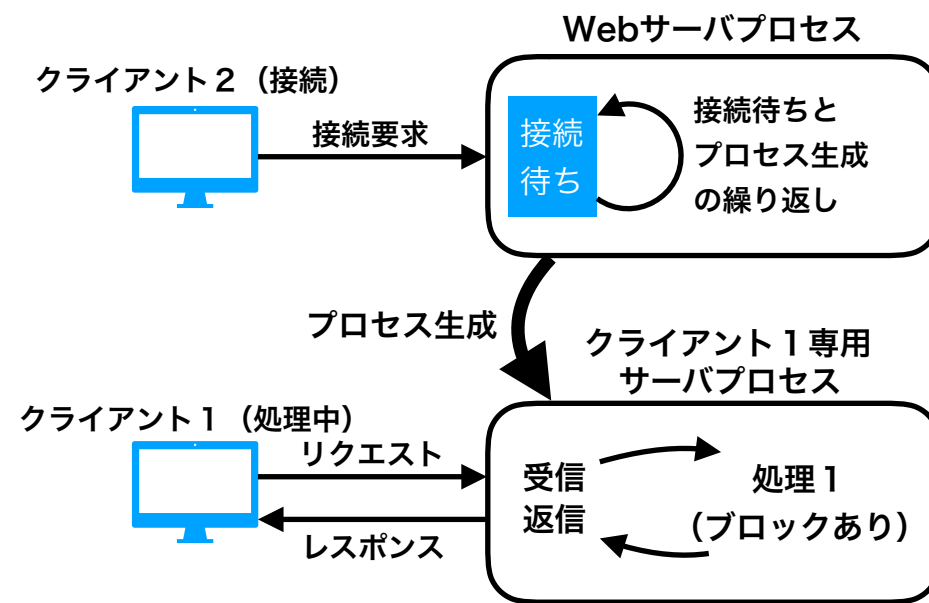 Webサーバプロセス
クライアント２（接続）
接続要求
接続
待ち
接続待ちと
プロセス生成
の繰り返し
プロセス生成
クライアント１専用
サーバプロセス
クライアント１（処理中）
リクエスト
レスポンス
受信
返信
処理１
（ブロックあり）